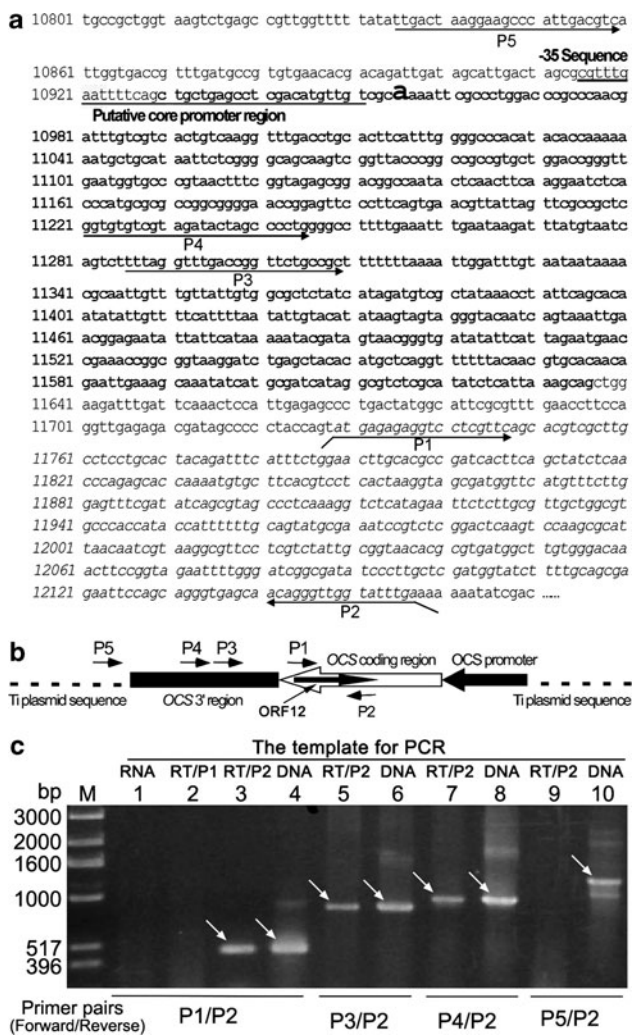 a
10801 tgccgctggt aagtctgagc cgttggtttt tatattgact aaggaagccc attgacgtca
P5
-35 Sequence
10861 ttggtgaccg tttgatgcct gtgtgaacacg acagattgat agcattgact agcgcgtttg
10921 aattttcagc tgctgagcct cgacatgttg tcgccaaaatt cgccctggac ccgcccaacg
Putative core promoter region
10981 atttgtcgtc actgtcaagg tttgacctgc acttcatttg gggcccacat acaccaaaaa
11041 aatgctgcat aattctcggg gcagcaagtc ggttacccgg ccgccgtgct ggaccgggtt
11101 gaatggtgcc cgtaactttc ggtagagcgg acggccaata ctcaacttca aggaatctca
11161 cccatgcgcg ccggcgggga accggagttc ccttcagtga acgttattag ttcgccgctc
11221 ggtgtgtcgt agatactagc ccctggggcc ttttgaaatt tgaataagat ttatgtaatc
P4
11281 agtcttttag gtttgaccgg ttctgccgct ttttttaaaa ttggatttgt aataataaaa
P3
11341 cgcaattgtt tgttattgtg gcgctctatc atagatgtcg ctataaacct attcagcaca
11401 atatattgtt ttcattttaa tattgtacat ataagtagta gggtacaatc agtaaattga
11461 acggagaata ttattcataa aaatacgata gtaacgggtg atatattcat tagaatgaac
11521 cgaaaccggc ggtaaggatc tgagctacac atgctcaggt tttttacaac gtgcacaaca
11581 gaattgaaag caaatatcat gcgatcatag gcgtctcgca tatctcatta aagcagctgg
11641 aagatttgat tcaaactcca ttgagagccc tgactatggc attcgcgttt gaaccttcca
11701 ggttgagaga cgatagcccc ctaccagtat gagagaggtc ctcgttcagc acgtcgcttg
P1
11761 cctcctgcac tacagatttc atttctggaa cttgcacgcc gatcacttca gctatctcaa
11821 cccagagcac caaaatgtgc ttcacgtcct cactaaggta gcgatggttc atgtttcttg
11881 gagtttcgat atcagcgtag ccctcaaagg tctcatagaa ttctcttgcg ttgctggcgt
11941 gcccaccata ccattttttg cagtatgcga aatccgtctc ggactcaagt ccaagcgcat
12001 taacaatcgt aaggcgttcc tcgtctattg cggtaacacg cgtgatggct tgtgggacaa
12061 acttccggta gaattttggg atcggcgata tcccttgctc gatggtatct tttgcagcga
12121 gaattccagc agggtgagca acagggttgg tatttgaaaa aaaatatcgac ......
P2
b
P5 P4 P3 P1 OCS coding region OCS promoter
Ti plasmid sequence OCS 3' region ORF12 P2 Ti plasmid sequence
c
The template for PCR
RNA RT/P1 RT/P2 DNA RT/P2 DNA RT/P2 DNA RT/P2 DNA
bp M 1 2 3 4 5 6 7 8 9 10
3000
2000
1600
1000
517
396
Primer pairs
(Forward/Reverse) P1/P2 P3/P2 P4/P2 P5/P2